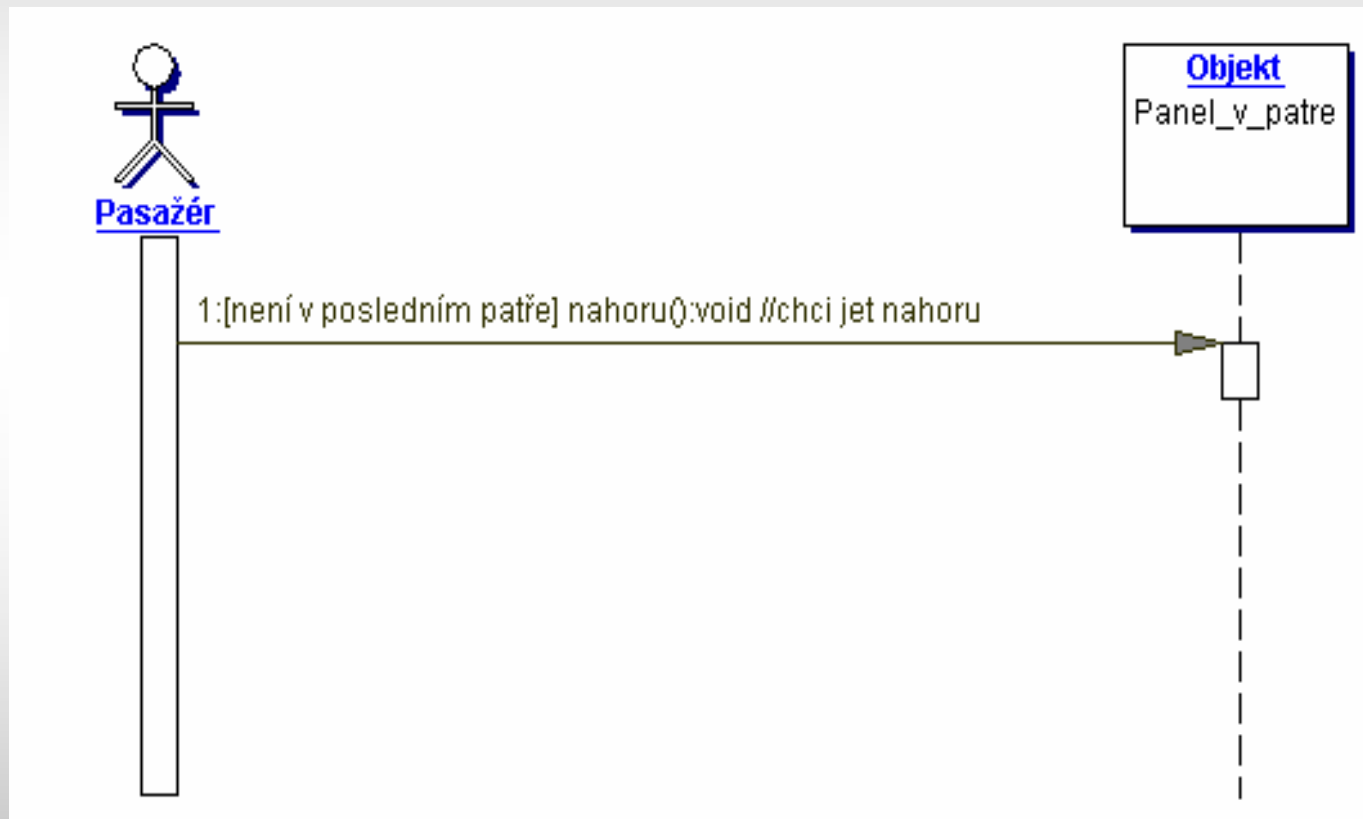 Objekt
Panel_v_patre
Pasažér
1:[není v posledním patře] nahoru():void //chci jet nahoru